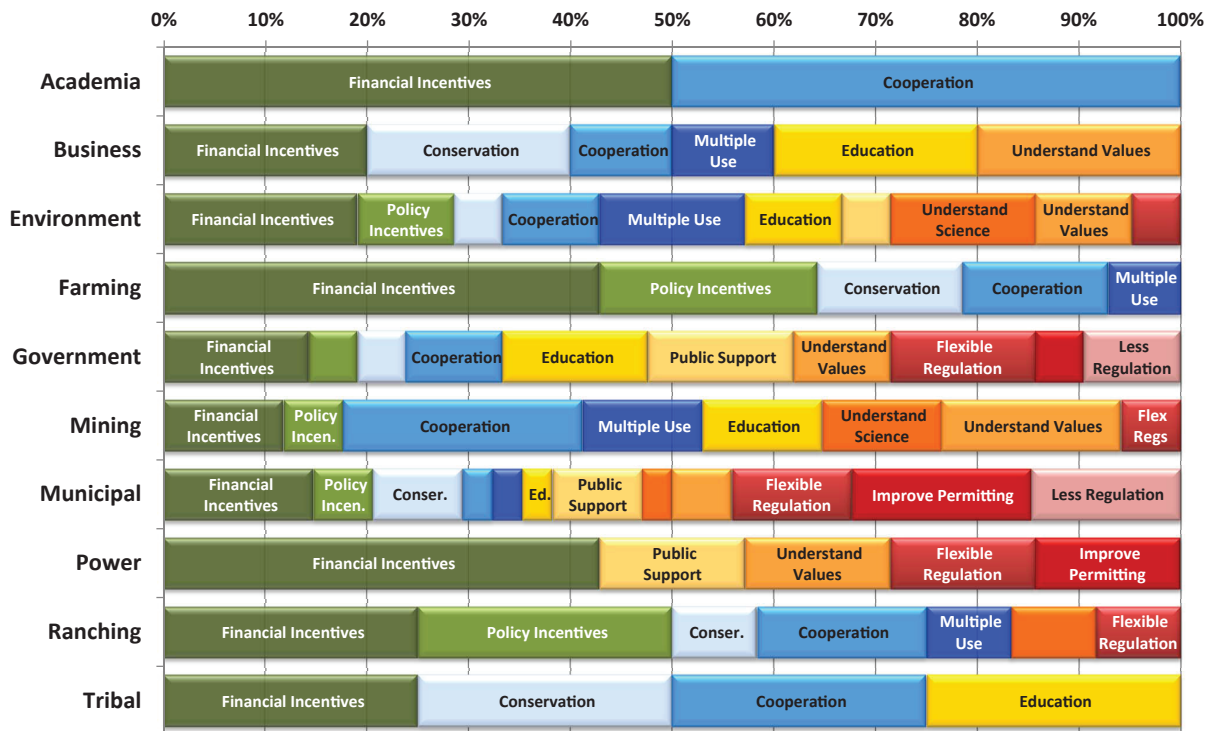 0% 10% 20% 30% 40% 50% 60% 70% 80% 90% 100%
Academia
Financial Incentives
Cooperation
Business
Financial Incentives
Conservation
Cooperation
Multiple
Use
Education
Understand Values
Environment
Financial Incentives
Policy
Incentives
Cooperation
Multiple Use
Education
Understand
Science
Understand
Values
Farming
Financial Incentives
Policy Incentives
Conservation
Cooperation
Multiple
Use
Government
Financial
Incentives
Cooperation
Education
Public Support
Understand
Values
Flexible
Regulation
Less
Regulation
Mining
Financial
Incentives
Policy
Incen.
Cooperation
Multiple Use
Education
Understand
Science
Understand Values
Flex
Regs
Municipal
Financial
Incentives
Policy
Incen.
Conser.
Ed.
Public
Support
Flexible
Regulation
Improve Permitting
Less Regulation
Power
Financial Incentives
Public
Support
Understand
Values
Flexible
Regulation
Improve
Permitting
Ranching
Financial Incentives
Policy Incentives
Conser.
Cooperation
Multiple
Use
Flexible
Regulation
Tribal
Financial Incentives
Conservation
Cooperation
Education